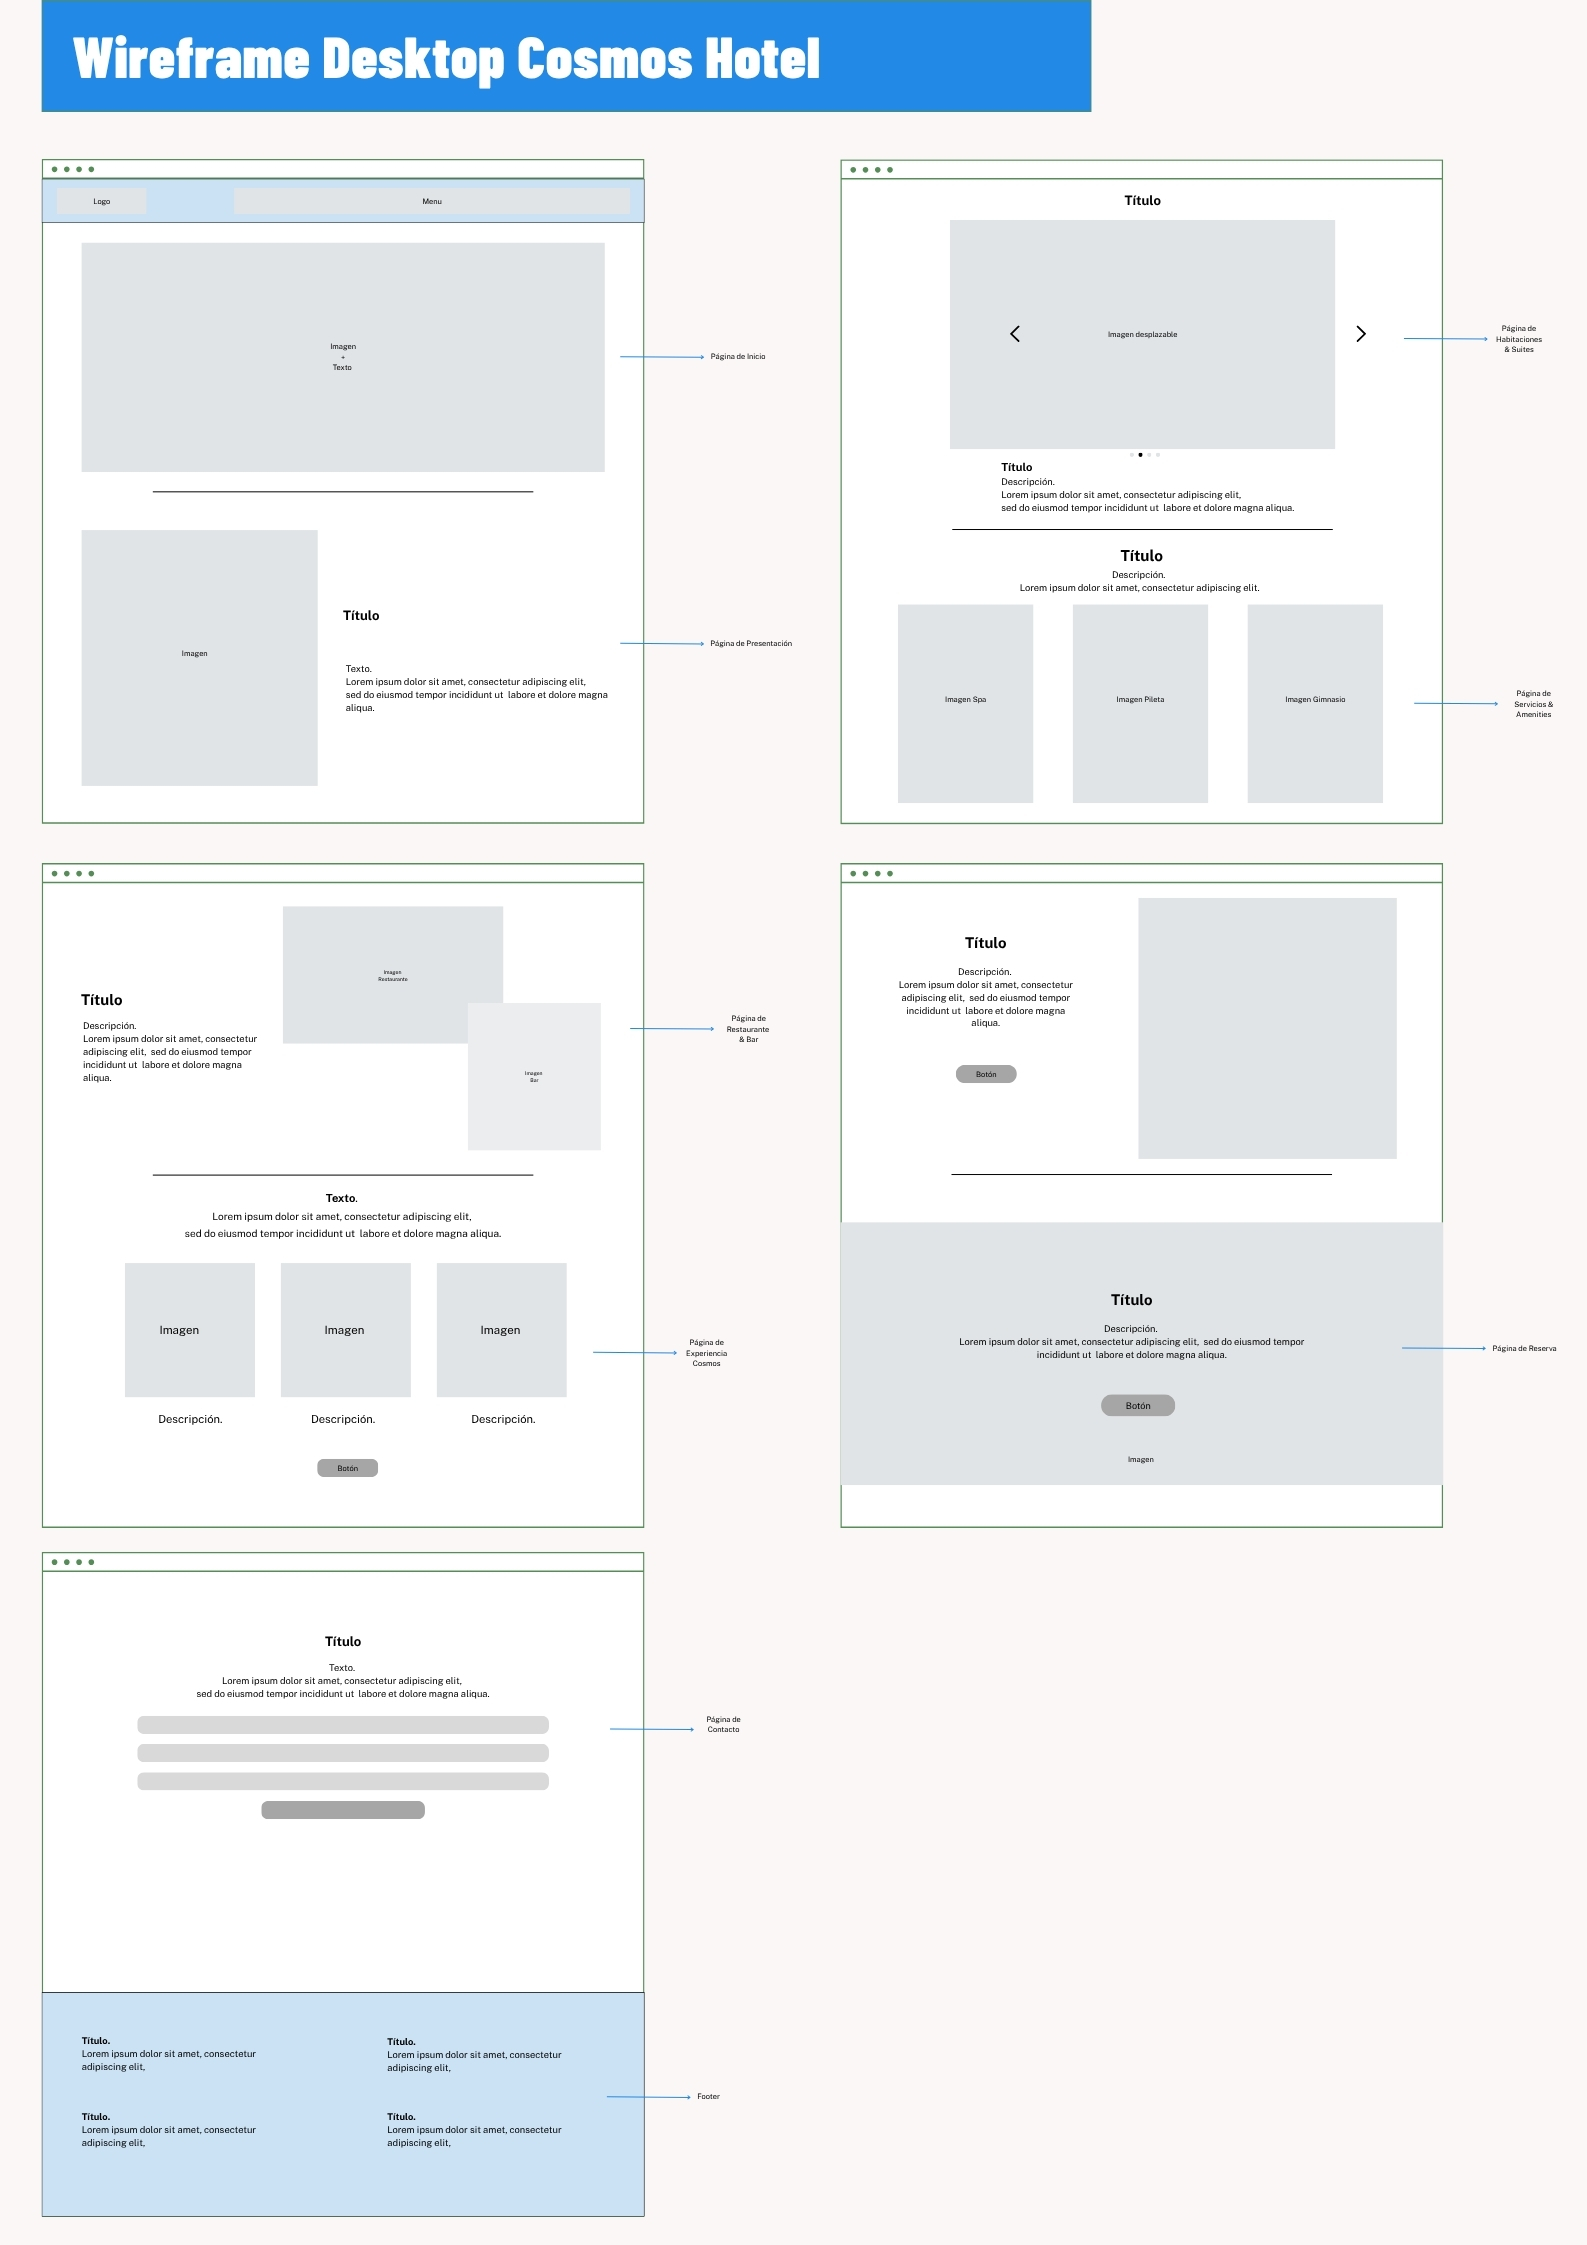 Wireframe Desktop Cosmos Hotel
Logo
Menu
Imagen
+
Texto
Página de Inicio
Imagen
Título
Texto.
Lorem ipsum dolor sit amet, consectetur adipiscing elit,
sed do eiusmod tempor incididunt ut labore et dolore magna
aliqua.
Página de Presentación
Título
Imagen desplazable
Página de
Habitaciones
& Suites
Título
Descripción.
Lorem ipsum dolor sit amet, consectetur adipiscing elit,
sed do eiusmod tempor incididunt ut labore et dolore magna aliqua.
Título
Descripción.
Lorem ipsum dolor sit amet, consectetur adipiscing elit.
Imagen Spa
Imagen Pileta
Imagen Gimnasio
Página de
Servicios &
Amenities
Imagen
Restaurante
Título
Descripción.
Lorem ipsum dolor sit amet, consectetur
adipiscing elit, sed do eiusmod tempor
incididunt ut labore et dolore magna
aliqua.
Imagen
Bar
Página de
Restaurante
& Bar
Texto.
Lorem ipsum dolor sit amet, consectetur adipiscing elit,
sed do eiusmod tempor incididunt ut labore et dolore magna aliqua.
Imagen
Imagen
Imagen
Página de
Experiencia
Cosmos
Descripción.
Descripción.
Descripción.
Botón
Título
Descripción.
Lorem ipsum dolor sit amet, consectetur
adipiscing elit, sed do eiusmod tempor
incididunt ut labore et dolore magna
aliqua.
Botón
Título
Descripción.
Lorem ipsum dolor sit amet, consectetur adipiscing elit, sed do eiusmod tempor
incididunt ut labore et dolore magna aliqua.
Botón
Imagen
Página de Reserva
Título
Texto.
Lorem ipsum dolor sit amet, consectetur adipiscing elit,
sed do eiusmod tempor incididunt ut labore et dolore magna aliqua.
Página de
Contacto
Título.
Lorem ipsum dolor sit amet, consectetur
adipiscing elit,
Título.
Lorem ipsum dolor sit amet, consectetur
adipiscing elit,
Título.
Lorem ipsum dolor sit amet, consectetur
adipiscing elit,
Título.
Lorem ipsum dolor sit amet, consectetur
adipiscing elit,
Footer